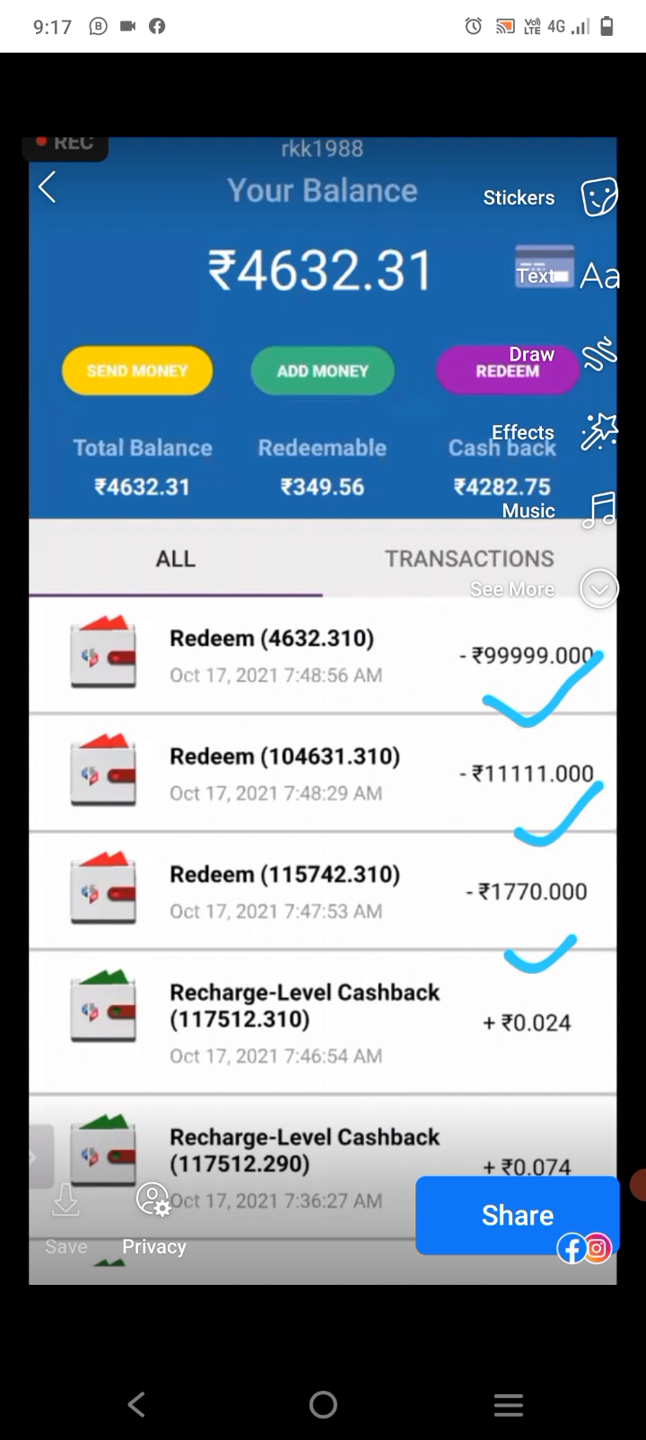 9:17
VoD
LTE 4G
REC
rkk1988
Your Balance
Stickers
₹4632.31
Text
Aa
SEND MONEY
ADD MONEY
Draw
REDEEM
Effects
Total Balance
Redeemable
Cash back
₹4632.31
₹349.56
₹4282.75
Music
ALL
TRANSACTIONS
See More
Redeem (4632.310)
- ₹99999.000
Oct 17, 2021 7:48:56 AM
Redeem (104631.310)
- ₹11111.000
Oct 17, 2021 7:48:29 AM
Redeem (115742.310)
- ₹1770.000
Oct 17, 2021 7:47:53 AM
Recharge-Level Cashback
(117512.310)
+ ₹0.024
Oct 17, 2021 7:46:54 AM
Recharge-Level Cashback
(117512.290)
+ ₹0.074
Oct 17, 2021 7:36:27 AM
Share
Save
Privacy